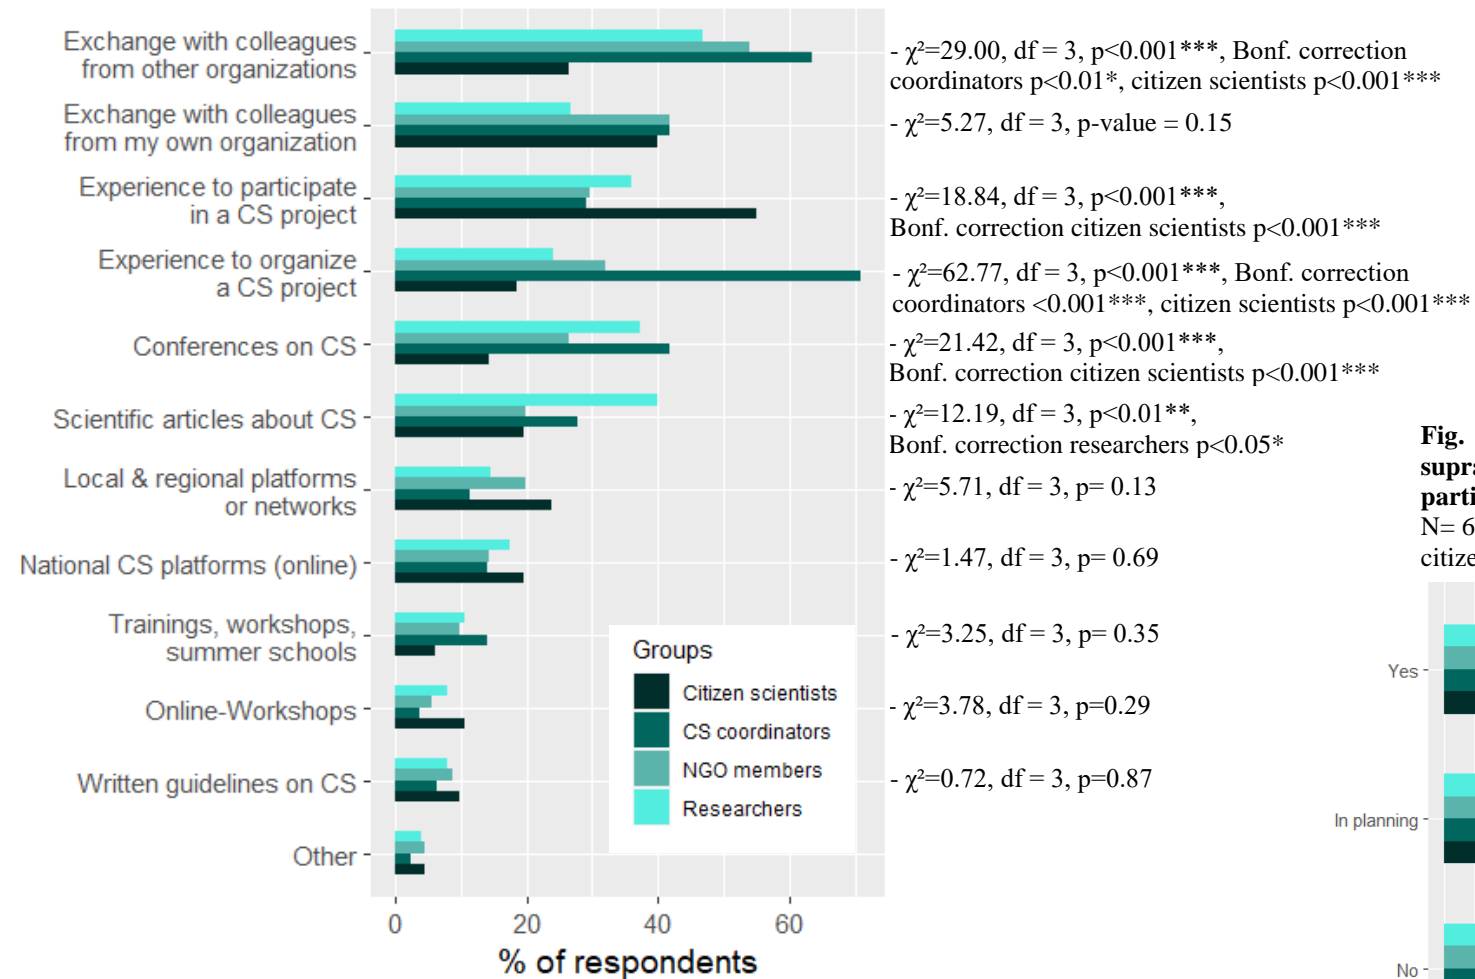 Exchange with colleagues
from other organizations
- χ²=29.00, df = 3, p<0.001***, Bonf. correction
coordinators p<0.01*, citizen scientists p<0.001***
Exchange with colleagues
from my own organization
- χ²=5.27, df = 3, p-value = 0.15
Experience to participate
in a CS project
- χ²=18.84, df = 3, p<0.001***,
Bonf. correction citizen scientists p<0.001***
Experience to organize
a CS project
- χ²=62.77, df = 3, p<0.001***, Bonf. correction
coordinators <0.001***, citizen scientists p<0.001***
Conferences on CS
- χ²=21.42, df = 3, p<0.001***,
Bonf. correction citizen scientists p<0.001***
Scientific articles about CS
- χ²=12.19, df = 3, p<0.01**,
Bonf. correction researchers p<0.05*
Local & regional platforms
or networks
- χ²=5.71, df = 3, p= 0.13
National CS platforms (online)
- χ²=1.47, df = 3, p= 0.69
Trainings, workshops,
summer schools
- χ²=3.25, df = 3, p= 0.35
Online-Workshops
- χ²=3.78, df = 3, p=0.29
Written guidelines on CS
- χ²=0.72, df = 3, p=0.87
Other
Groups
Citizen scientists
CS coordinators
NGO members
Researchers
0 20 40 60
% of respondents
Fig.
supra
parti
N= 6
citize
Yes
In planning
No